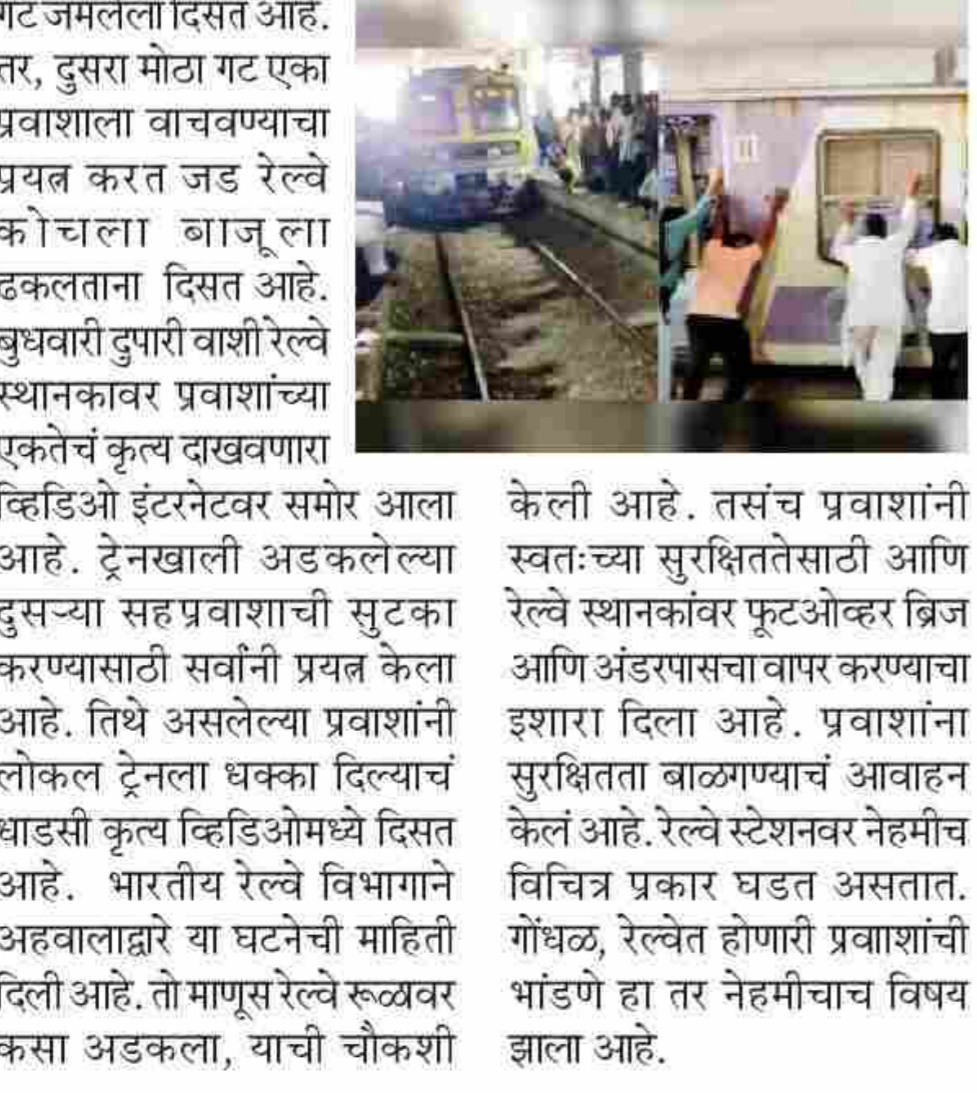 गट जमलेला दिसत आहे.
तर, दुसरा मोठा गट एका
प्रवाशाला वाचवण्याचा
प्रयत्न करत जड रेल्वे
कोचला बाजूला
ढकलताना दिसत आहे.
बुधवारी दुपारी वाशी रेल्वे
स्थानकावर प्रवाशांच्या
एकतेचं कृत्य दाखवणारा
व्हिडिओ इंटरनेटवर समोर आला
आहे. ट्रेनखाली अडकलेल्या
दुसऱ्या सहप्रवाशाची सुटका
करण्यासाठी सर्वांनी प्रयत्न केला
आहे. तिथे असलेल्या प्रवाशांनी
लोकल ट्रेनला धक्का दिल्याचं
धाडसी कृत्य व्हिडिओमध्ये दिसत
आहे. भारतीय रेल्वे विभागाने
अहवालाद्वारे या घटनेची माहिती
दिली आहे. तो माणूस रेल्वे रूळावर
कसा अडकला, याची चौकशी
केली आहे. तसंच प्रवाशांनी
स्वतःच्या सुरक्षिततेसाठी आणि
रेल्वे स्थानकांवर फूटओव्हर ब्रिज
आणि अंडरपासचा वापर करण्याचा
इशारा दिला आहे. प्रवाशांना
सुरक्षितता बाळगण्याचं आवाहन
केलं आहे. रेल्वे स्टेशनवर नेहमीच
विचित्र प्रकार घडत असतात.
गोंधळ, रेल्वेत होणारी प्रवााशांची
भांडणे हा तर नेहमीचाच विषय
झाला आहे.